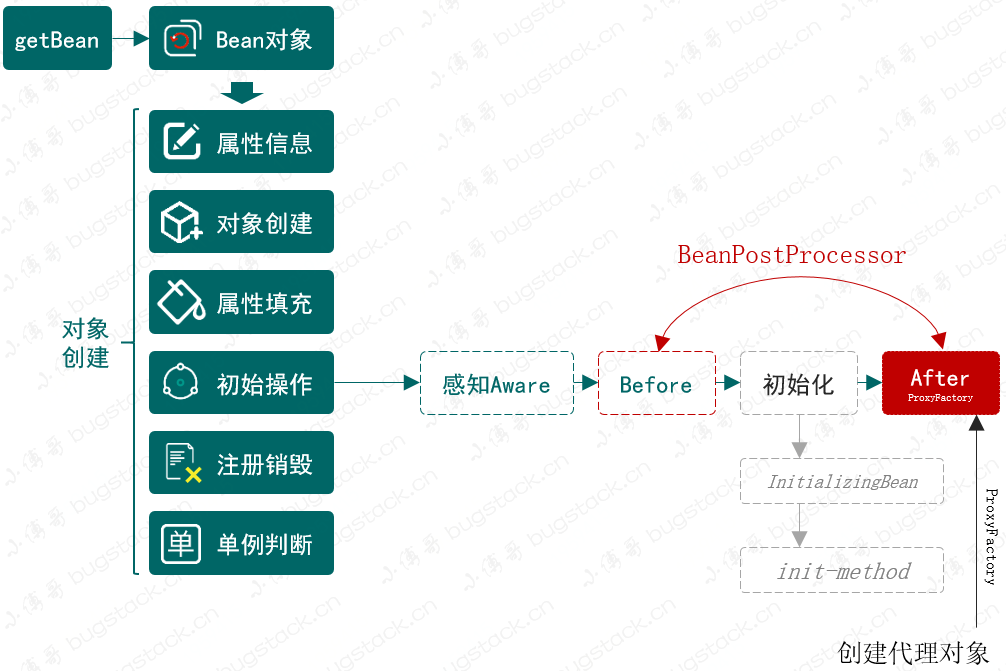 getBean
Bean对象
属性信息
对象创建
属性填充
对象
创建
初始操作
注册销毁
单
单例判断
BeanPostProcessor
感知Aware
Before
初始化
After
ProxyFactory
InitializingBean
init-method
ProxyFactory
创建代理对象
小傅哥 bugstack.cn